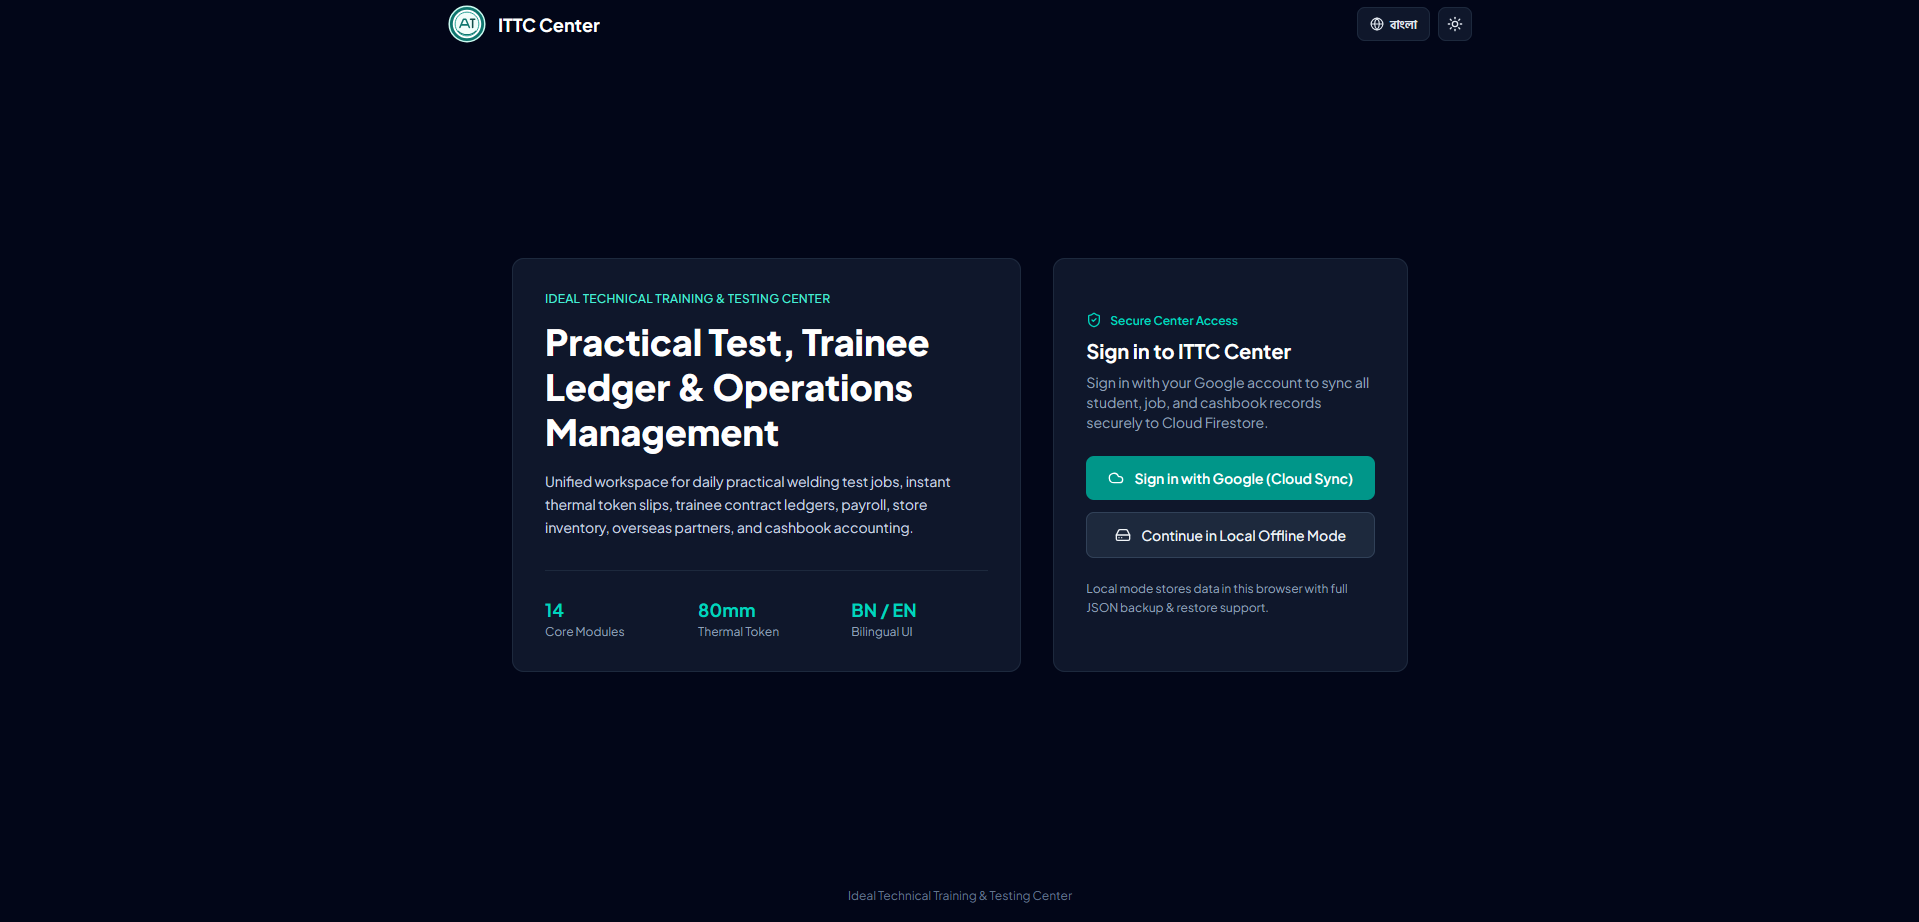 AT
ITTC Center
বাংলা
IDEAL TECHNICAL TRAINING & TESTING CENTER
Practical Test, Trainee
Ledger & Operations
Management
Unified workspace for daily practical welding test jobs, instant
thermal token slips, trainee contract ledgers, payroll, store
inventory, overseas partners, and cashbook accounting.
14
Core Modules
80mm
Thermal Token
BN / EN
Bilingual UI
Secure Center Access
Sign in to ITTC Center
Sign in with your Google account to sync all
student, job, and cashbook records
securely to Cloud Firestore.
Sign in with Google (Cloud Sync)
Continue in Local Offline Mode
Local mode stores data in this browser with full
JSON backup & restore support.
Ideal Technical Training & Testing Center